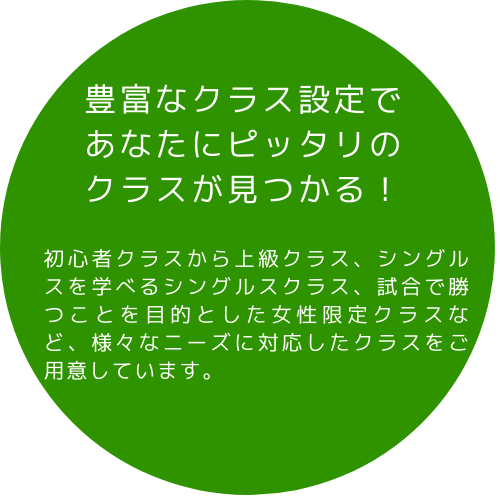 豊富なクラス設定で
あなたにピッタリの
クラスが見つかる！
初心者クラスから上級クラス、シングル
スを学べるシングルスクラス、試合で勝
つことを目的とした女性限定クラスな
ど、様々なニーズに対応したクラスをご
用意しています。